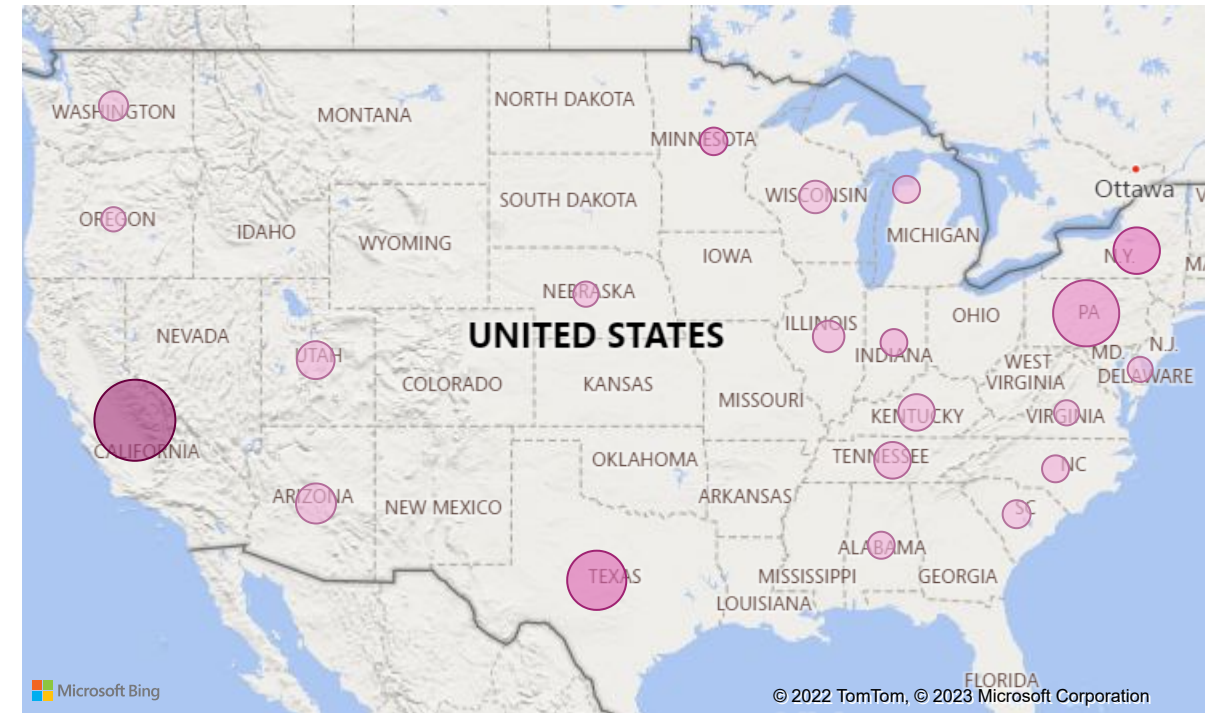 WASHINGTON
MONTANA
NORTH DAKOTA
MINNESOTA
Ottawa
V
OREGON
IDAHO
WYOMING
SOUTH DAKOTA
WISCONSIN
MICHIGAN
N.Y.
MA
IOWA
NEBRASKA
NEVADA
UTAH
UNITED STATES
ILLINOIS
INDIANA
OHIO
PA
N.J.
MD
COLORADO
KANSAS
MISSOURI
WEST
VIRGINIA
DELAWARE
KENTUCKY
VIRGINIA
CALIFORNIA
OKLAHOMA
TENNESSEE
NC
ARIZONA
NEW MEXICO
ARKANSAS
SC
ALABAMA
TEXAS
MISSISSIPPI
GEORGIA
LOUISIANA
FLORIDA
Microsoft Bing
© 2022 TomTom, © 2023 Microsoft Corporation